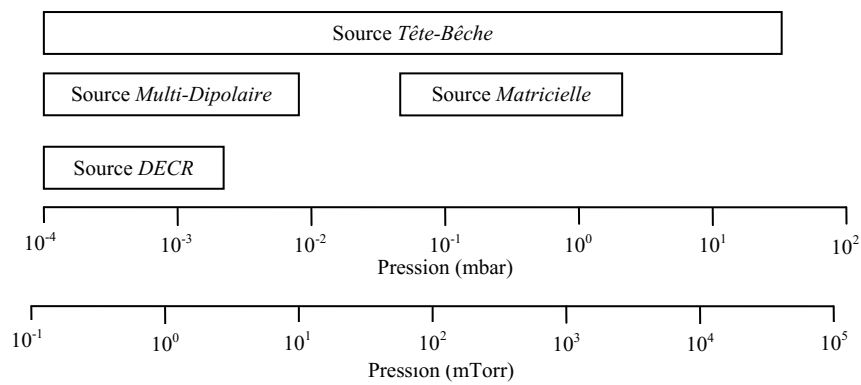 Source Tête-Bêche
Source Multi-Dipolaire Source Matricielle
Source DECR
10⁻⁴ 10⁻³ 10⁻² 10⁻¹ 10⁰ 10¹ 10²
Pression (mbar)
10⁻¹ 10⁰ 10¹ 10² 10³ 10⁴ 10⁵
Pression (mTorr)